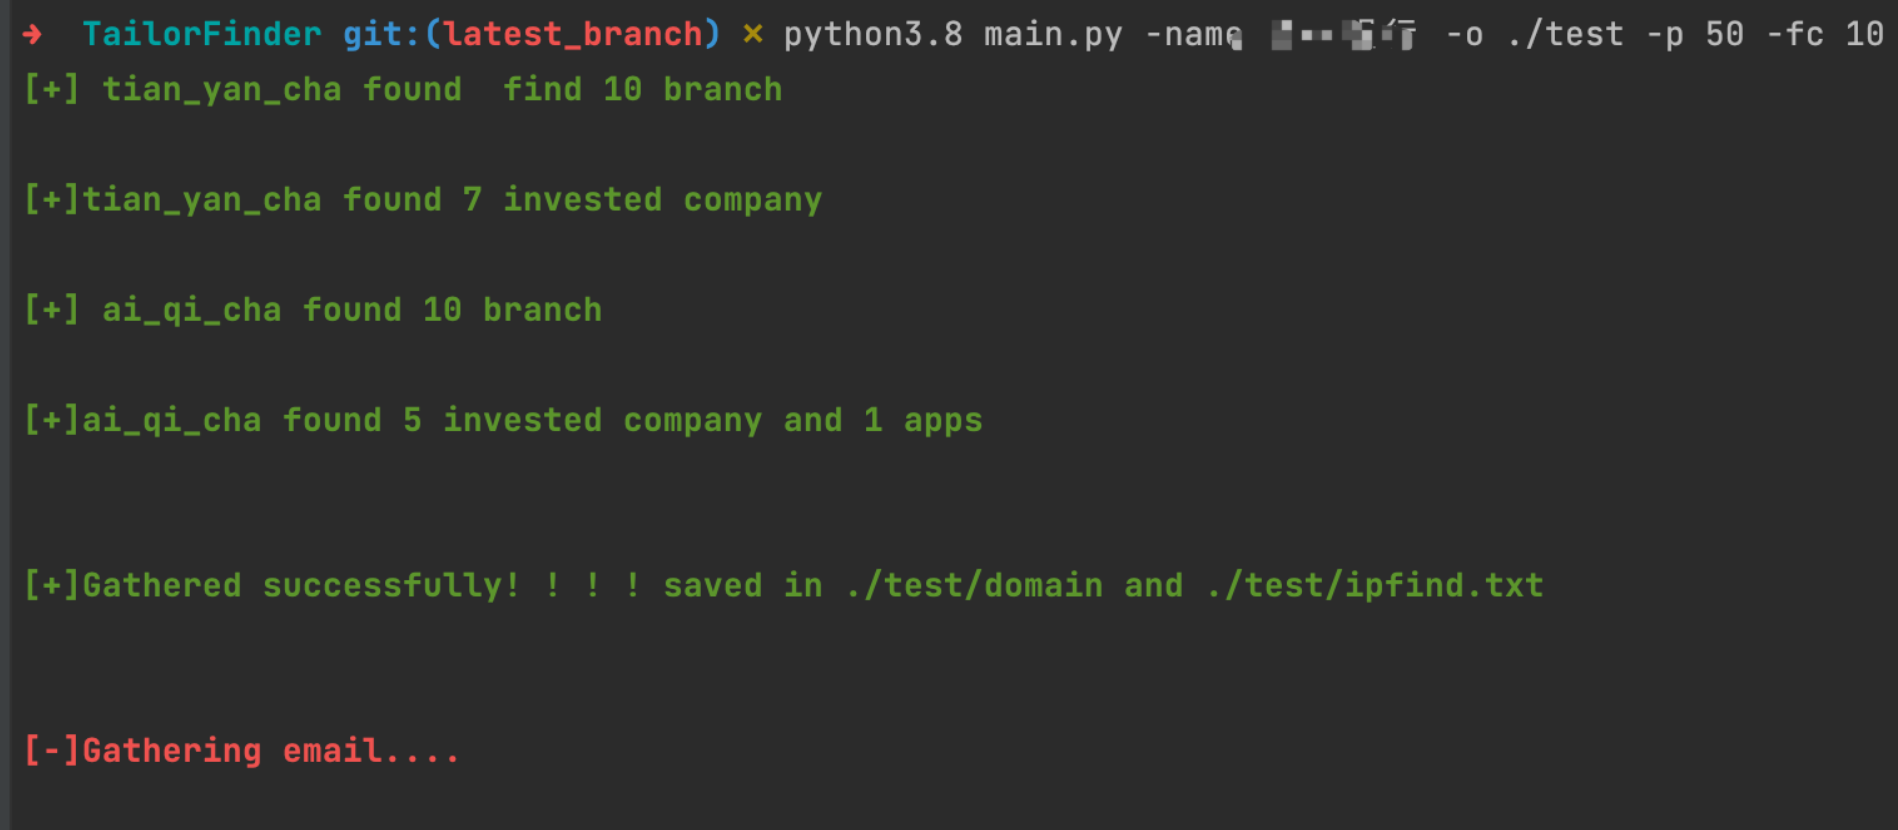 ➜ TailorFinder git:(latest_branch) ✗ python3.8 main.py -name -o ./test -p 50 -fc 10
[+] tian_yan_cha found  find 10 branch
[+]tian_yan_cha found 7 invested company
[+] ai_qi_cha found 10 branch
[+]ai_qi_cha found 5 invested company and 1 apps
[+]Gathered successfully! ! ! ! saved in ./test/domain and ./test/ipfind.txt
[-]Gathering email....